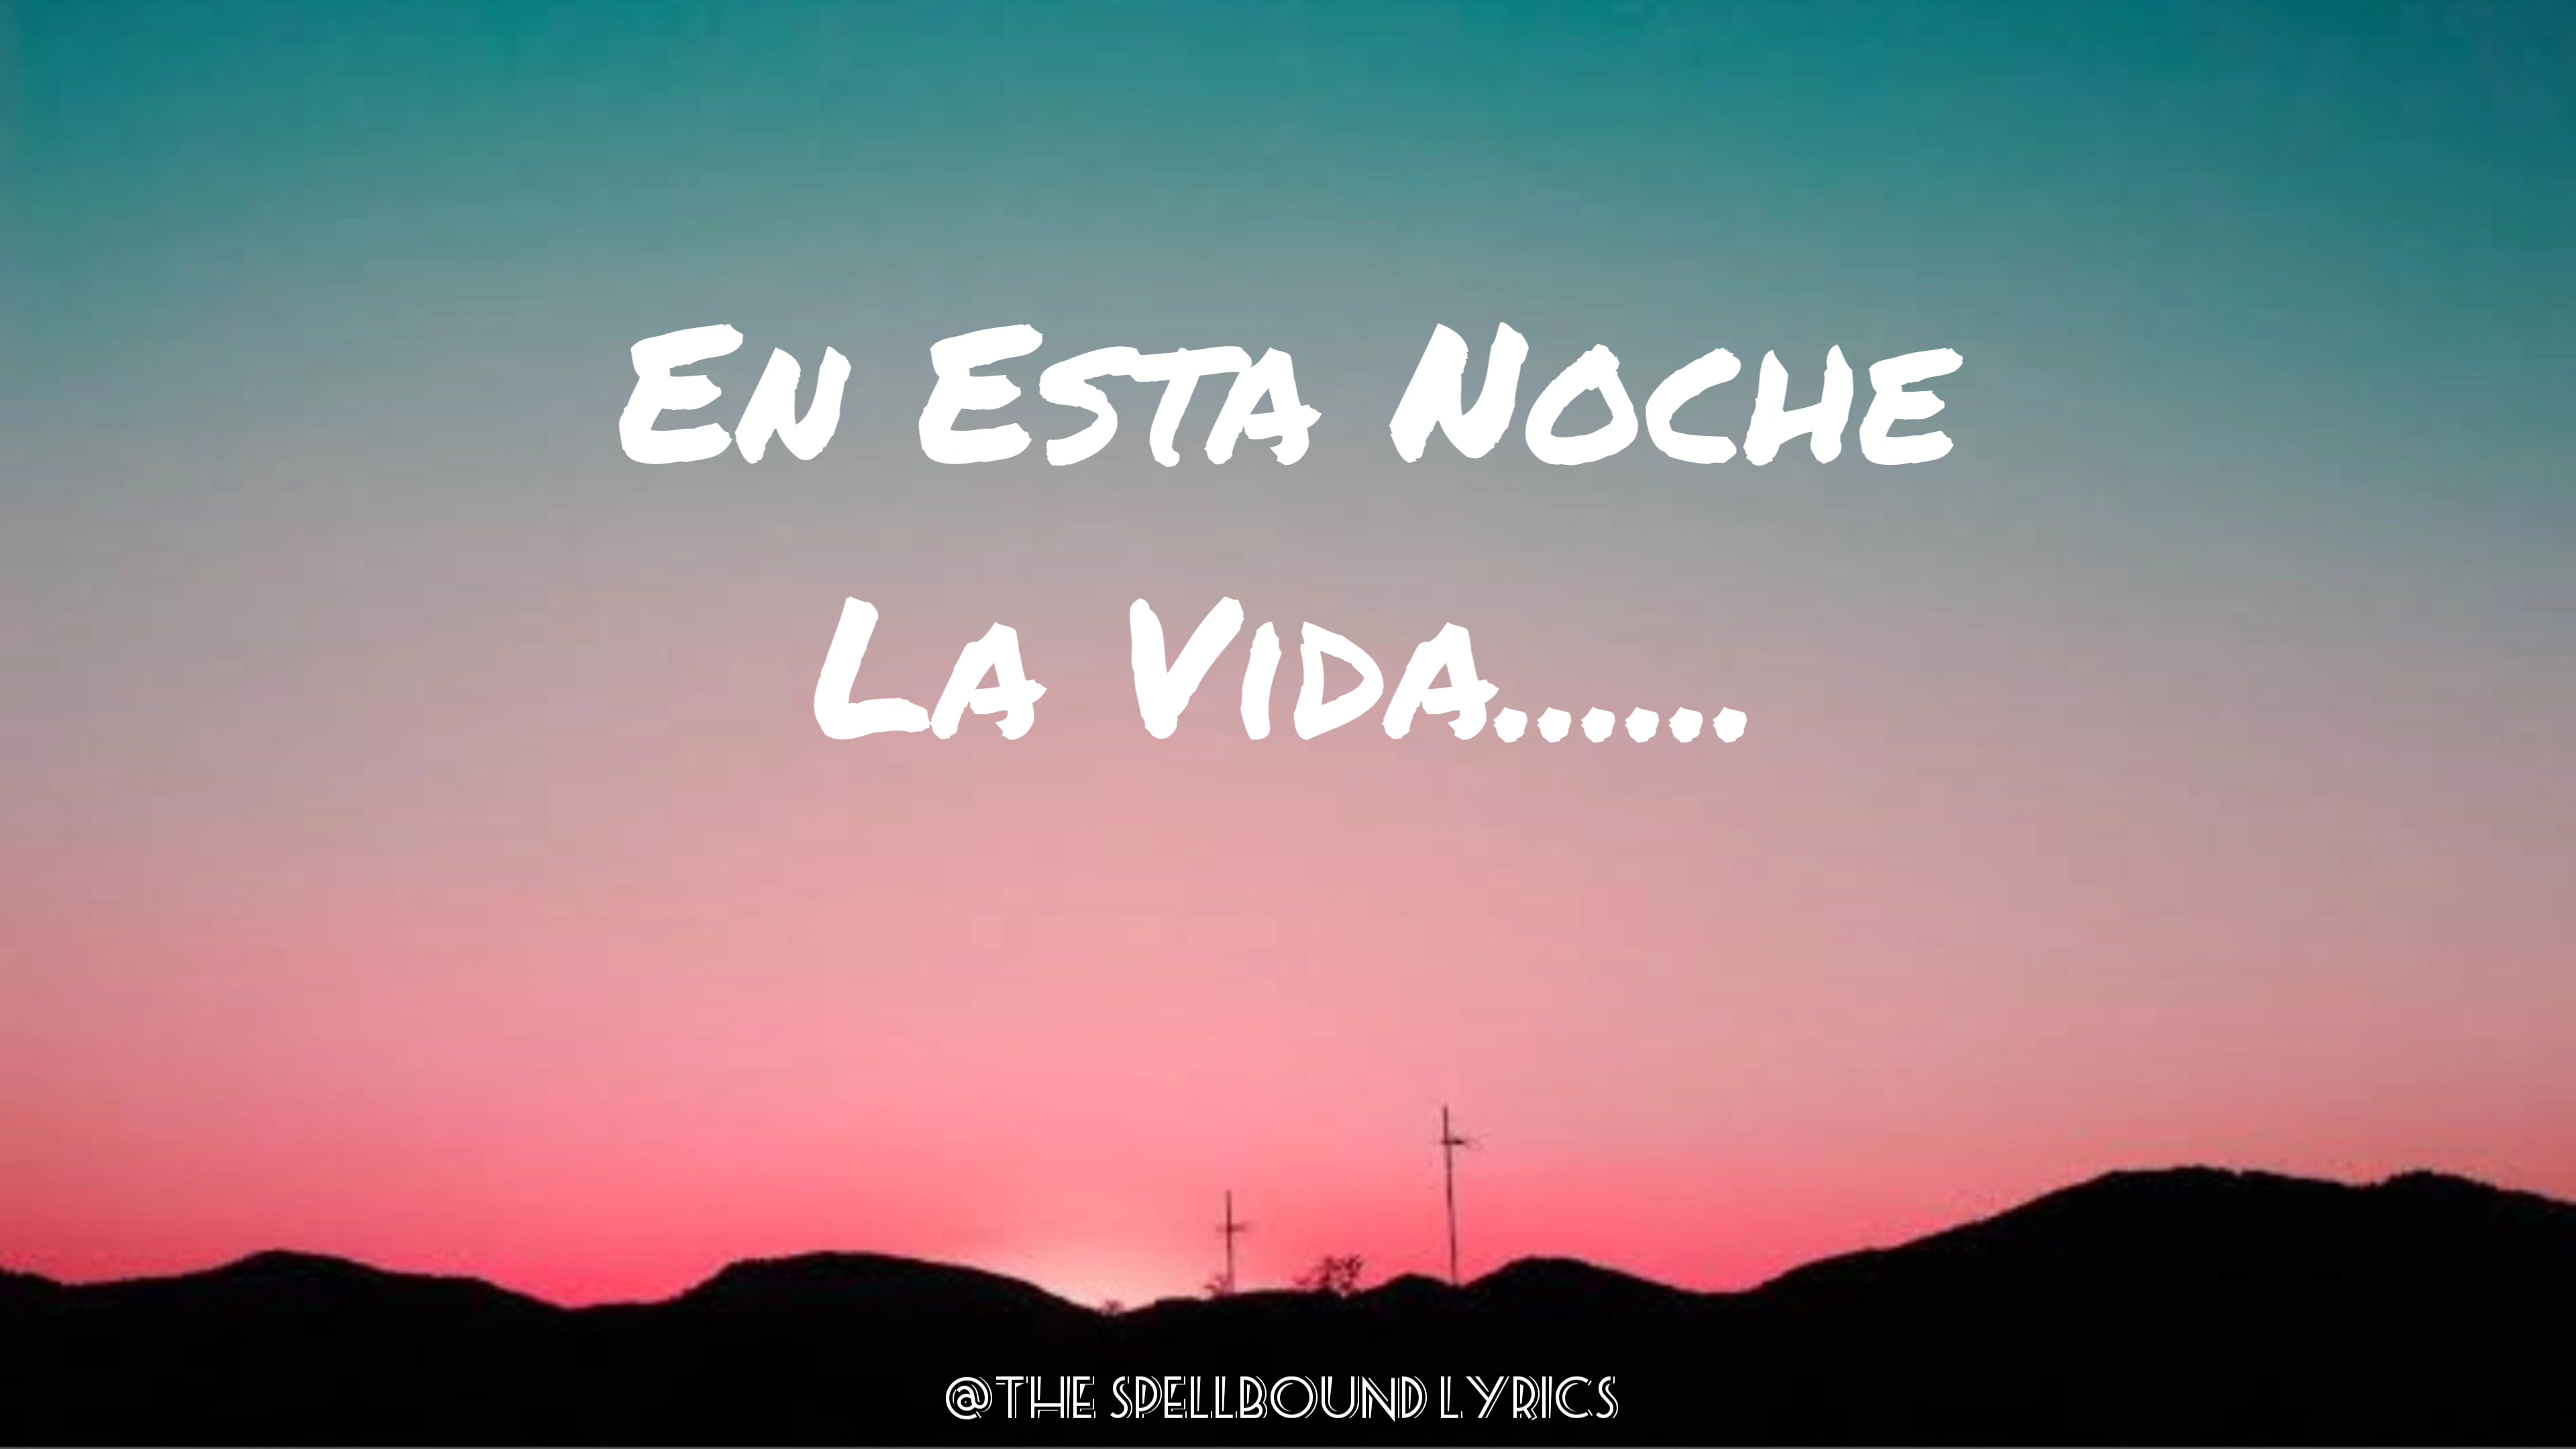 En Esta Noche
La Vida......
@THE SPELLBOUND LYRICS